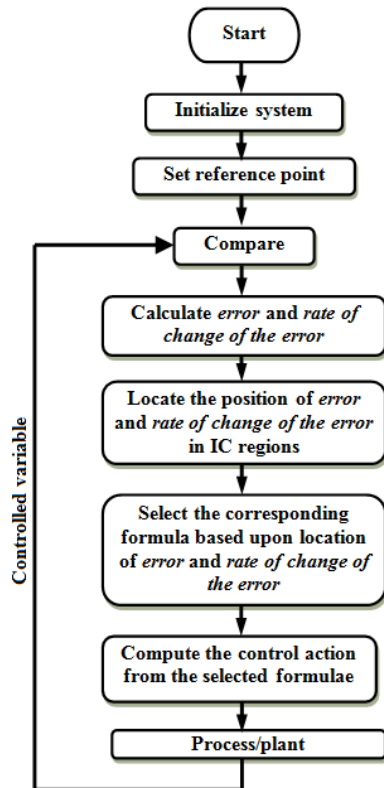 Start
Initialize system
Set reference point
Compare
Calculate error and rate of
change of the error
Locate the position of error
and rate of change of the error
in IC regions
Select the corresponding
formula based upon location
of error and rate of change of
the error
Compute the control action
from the selected formulae
Process/plant
Controlled variable